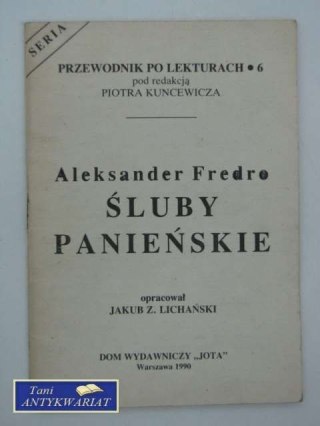 SERIA
PRZEWODNIK PO LEKTURACH • 6
pod redakcją
PIOTRA KUNCEWICZA
Aleksander Fredro
ŚLUBY
PANIEŃSKIE
opracował
JAKUB Z. LICHAŃSKI
DOM WYDAWNICZY „JOTA"
Warszawa 1990
Tani
ANTYKWARIAT